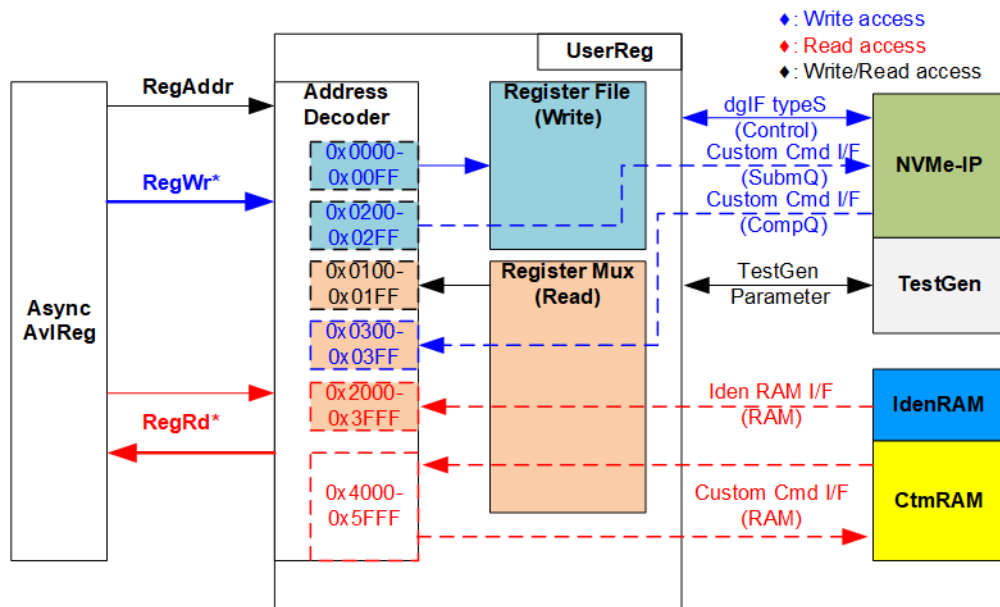 ♦: Write access
♦: Read access
♦: Write/Read access
UserReg
Async
AvlReg
RegAddr
RegWr*
RegRd*
Address
Decoder
0x0000-
0x00FF
0x0200-
0x02FF
0x0100-
0x01FF
0x0300-
0x03FF
0x2000-
0x3FFF
0x4000-
0x5FFF
Register File
(Write)
Register Mux
(Read)
dgIF typeS
(Control)
Custom Cmd I/F
(SubmQ)
Custom Cmd I/F
(CompQ)
TestGen
Parameter
Iden RAM I/F
(RAM)
Custom Cmd I/F
(RAM)
NVMe-IP
TestGen
IdenRAM
CtmRAM